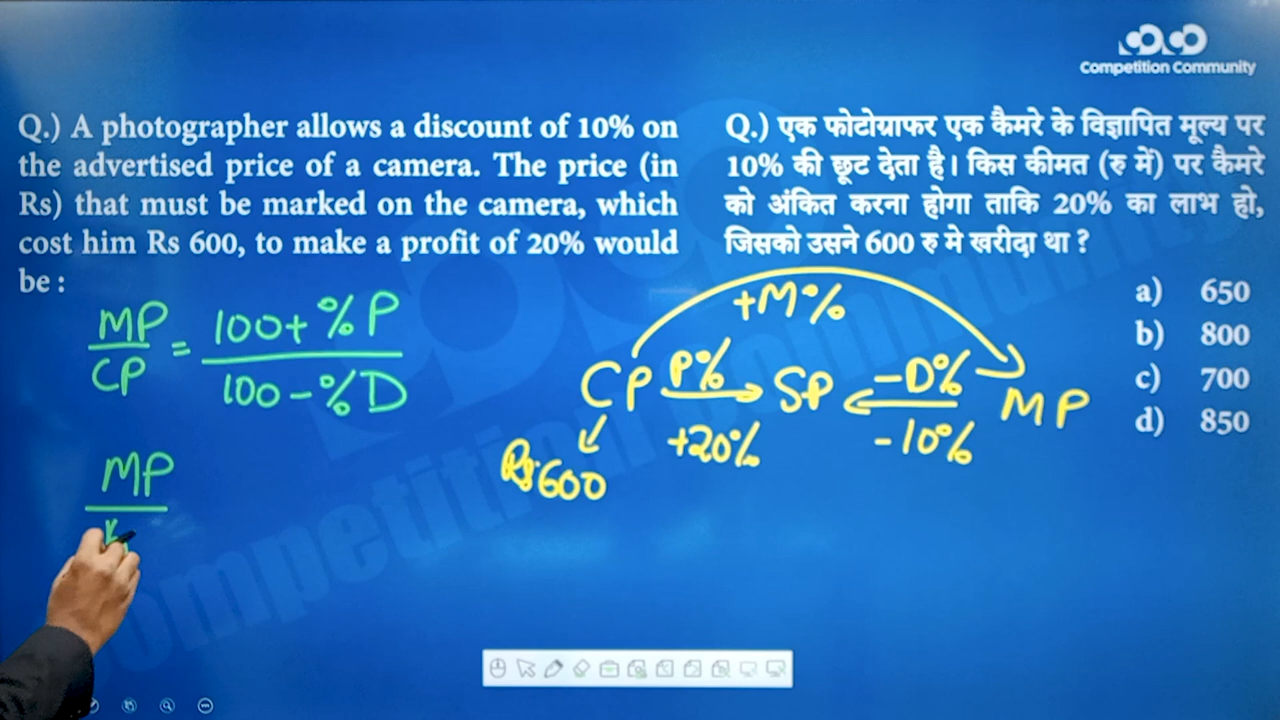 Competition Community
Q.) A photographer allows a discount of 10% on
the advertised price of a camera. The price (in
Rs) that must be marked on the camera, which
cost him Rs 600, to make a profit of 20% would
be :
Q.) एक फोटोग्राफर एक कैमरे के विज्ञापित मूल्य पर
10% की छूट देता है। किस कीमत (रु में) पर कैमरे
को अंकित करना होगा ताकि 20% का लाभ हो,
जिसको उसने 600 रु मे खरीदा था ?
a) 650
b) 800
c) 700
d) 850
MP/CP = 100+%P/100-%D
MP
+M%
CP P% SP -D% MP
+20% -10%
Rs600
Competition Community